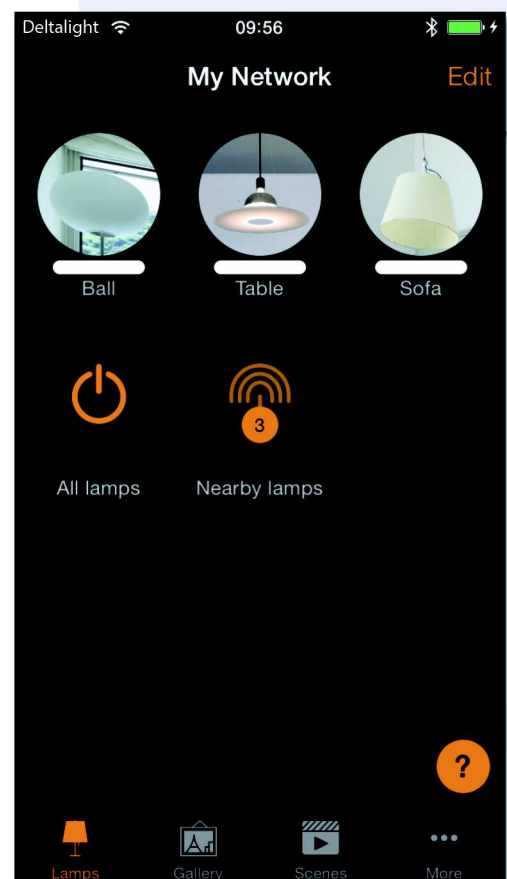 Deltalight 09:56
My Network Edit
Ball Table Sofa
3
All lamps Nearby lamps
?
Lamps Gallery Scenes More